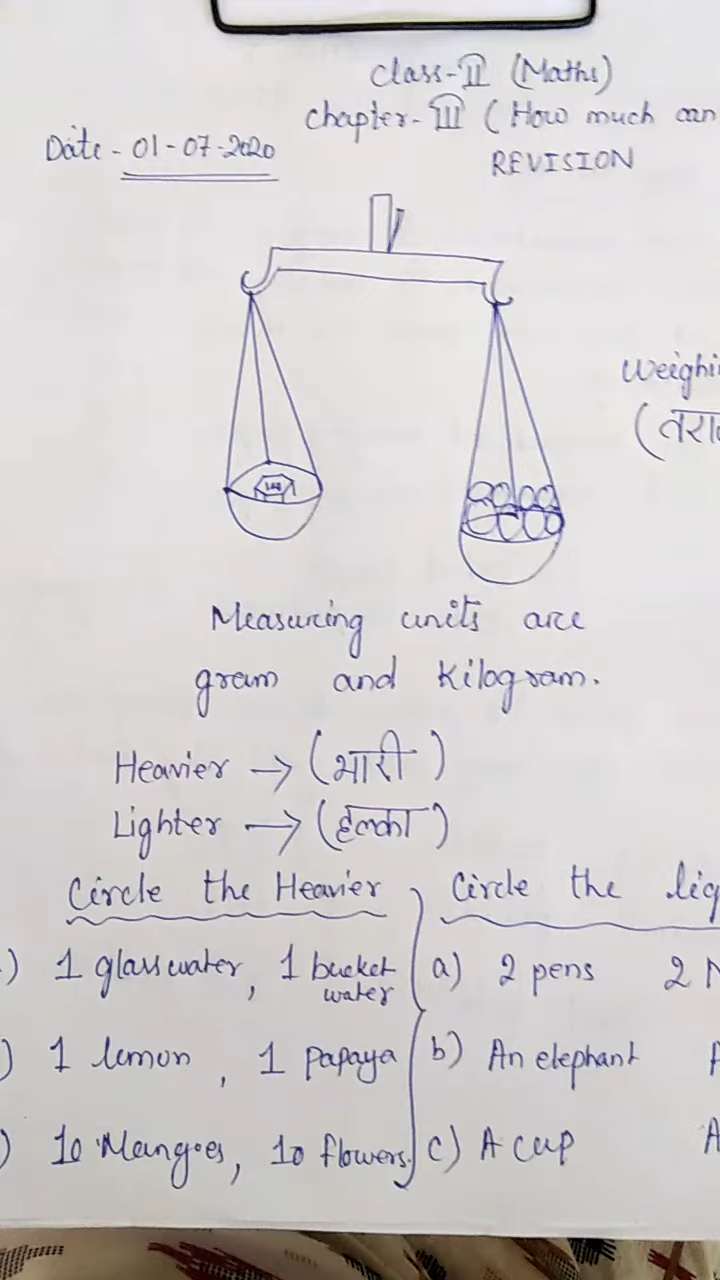 Class-II (Maths)
Chapter-III (How much can
Date - 01-07-2020
REVISION
Weighi
(तरा
Measuring units are
gram and Kilogram.
Heavier → (भारी)
Lighter → (हल्का)
Circle the Heavier
) 1 glass water, 1 bucket water
) 1 lemon, 1 papaya
) 10 Mangoes, 10 flowers.
Circle the lig
a) 2 pens 2 N
b) An elephant A
c) A cup A